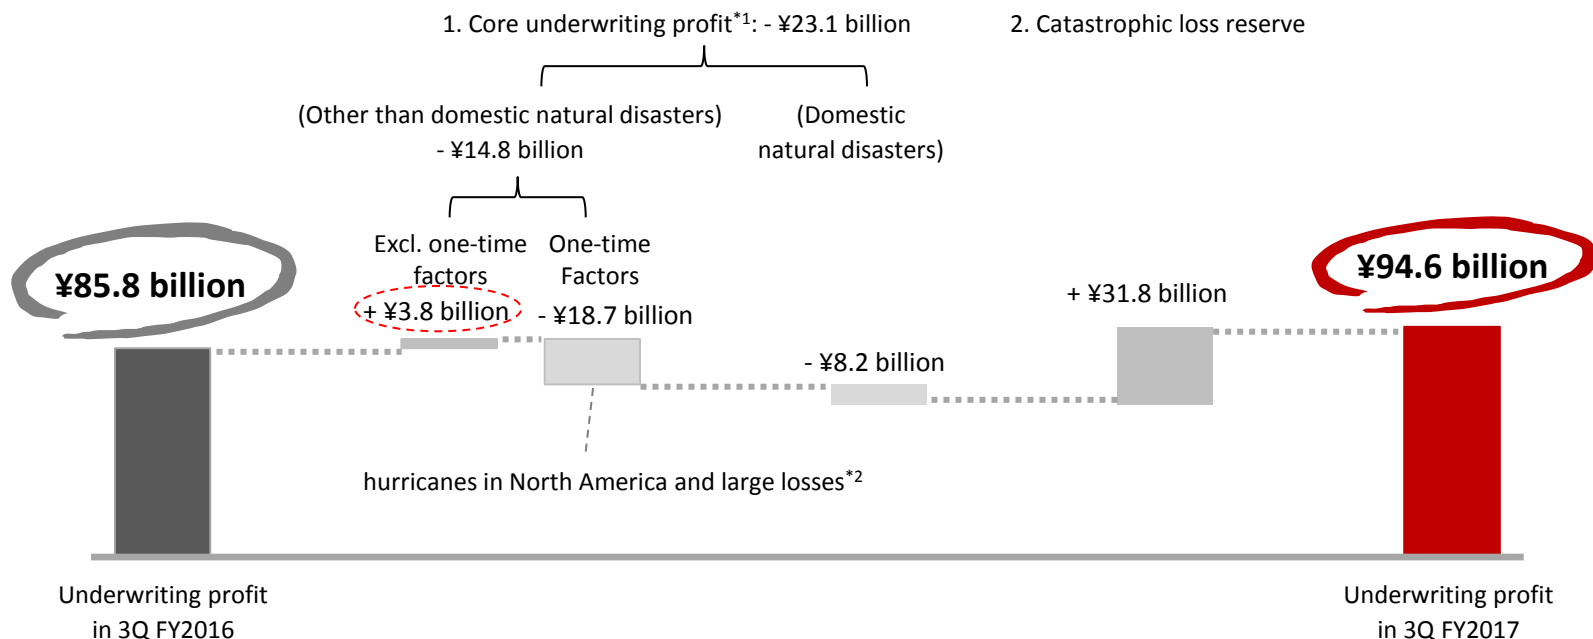 1. Core underwriting profit*1: - ¥23.1 billion
2. Catastrophic loss reserve
(Other than domestic natural disasters)
- ¥14.8 billion
(Domestic
natural disasters)
Excl. one-time
factors
+ ¥3.8 billion
One-time
Factors
- ¥18.7 billion
¥85.8 billion
- ¥8.2 billion
+ ¥31.8 billion
¥94.6 billion
hurricanes in North America and large losses*2
Underwriting profit
in 3Q FY2016
Underwriting profit
in 3Q FY2017